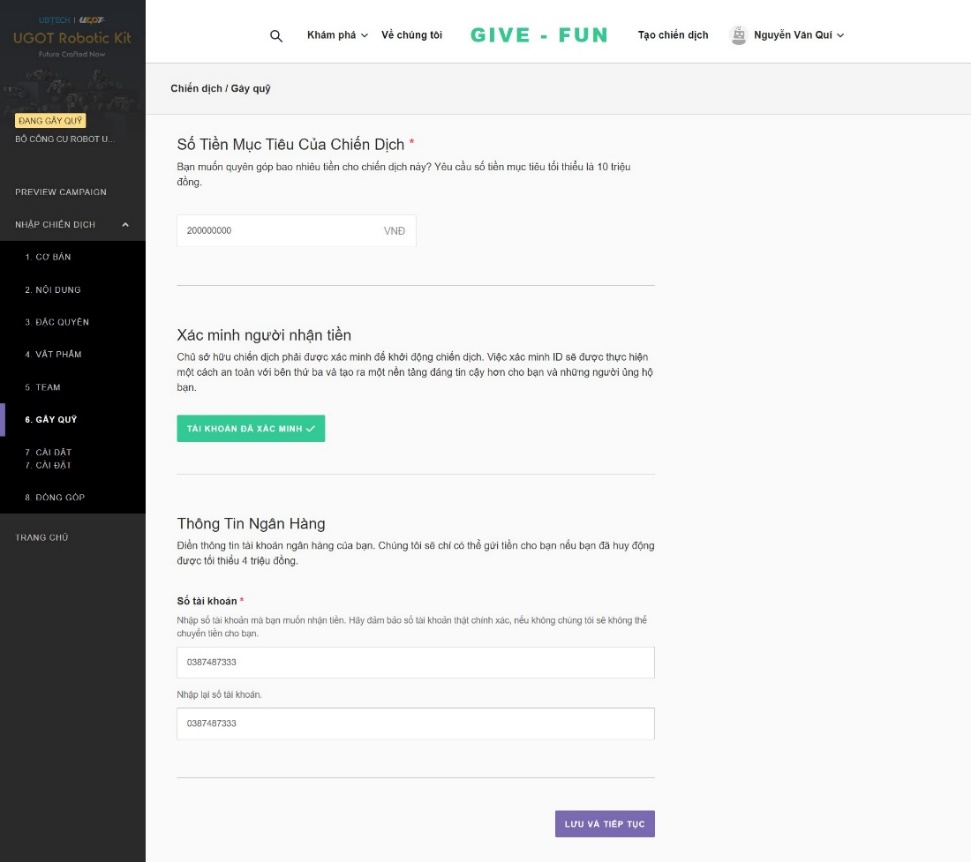 UBTECH | UGOT
UGOT Robotic Kit
Future Crafted Now
ĐANG GÂY QUỸ
BỘ CÔNG CỤ ROBOT U...
PREVIEW CAMPAIGN
NHẬP CHIẾN DỊCH
1. CƠ BẢN
2. NỘI DUNG
3. ĐẶC QUYỀN
4. VẬT PHẨM
5. TEAM
6. GÂY QUỸ
7. CÀI ĐẶT
7. CÀI ĐẶT
8. ĐÓNG GÓP
TRANG CHỦ
Khám phá
Về chúng tôi
GIVE - FUN
Tạo chiến dịch
Nguyễn Văn Quí
Chiến dịch / Gây quỹ
Số Tiền Mục Tiêu Của Chiến Dịch *
Bạn muốn quyên góp bao nhiêu tiền cho chiến dịch này? Yêu cầu số tiền mục tiêu tối thiểu là 10 triệu
đồng.
200000000 VNĐ
Xác minh người nhận tiền
Chủ sở hữu chiến dịch phải được xác minh để khởi động chiến dịch. Việc xác minh ID sẽ được thực hiện
một cách an toàn với bên thứ ba và tạo ra một nền tảng đáng tin cậy hơn cho bạn và những người ủng hộ
bạn.
TÀI KHOẢN ĐÃ XÁC MINH ✓
Thông Tin Ngân Hàng
Điền thông tin tài khoản ngân hàng của bạn. Chúng tôi sẽ chỉ có thể gửi tiền cho bạn nếu bạn đã huy động
được tối thiểu 4 triệu đồng.
Số tài khoản *
Nhập số tài khoản mà bạn muốn nhận tiền. Hãy đảm bảo số tài khoản thật chính xác, nếu không chúng tôi sẽ không thể
chuyển tiền cho bạn.
0387487333
Nhập lại số tài khoản.
0387487333
LƯU VÀ TIẾP TỤC